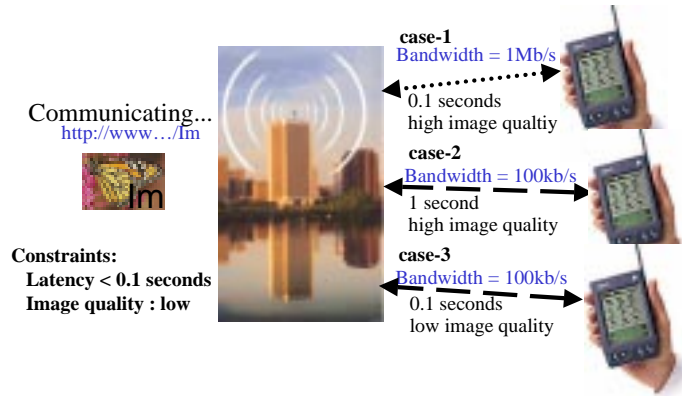 Communicating...
http://www.../Im
Im
Constraints:
Latency < 0.1 seconds
Image quality : low
case-1
Bandwidth = 1Mb/s
0.1 seconds
high image qualtiy
case-2
Bandwidth = 100kb/s
1 second
high image quality
case-3
Bandwidth = 100kb/s
0.1 seconds
low image quality